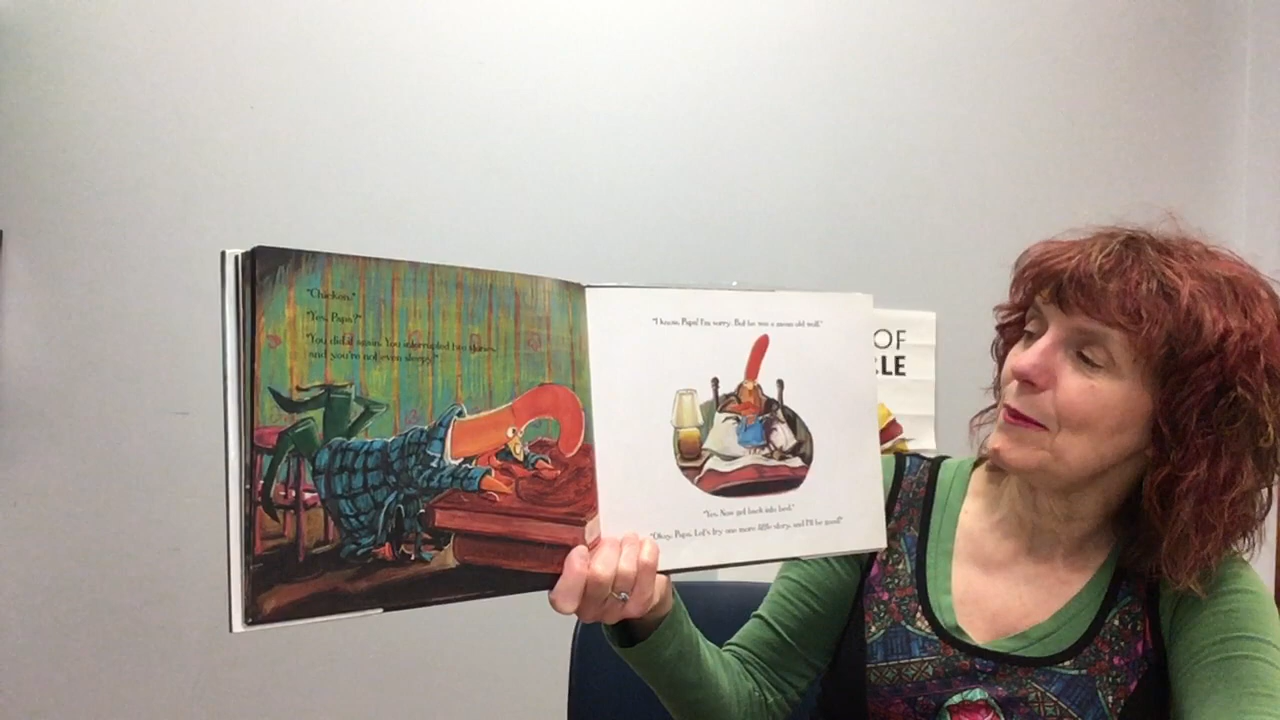 "Chicken."
"Yes, Papa?"
"You did it again. You interrupted two stories,
and you're not even sleepy."
"I know, Papa! I'm sorry. But he was a mean old wolf."
"Yes. Now get back into bed."
"Okay, Papa. Let's try one more little story, and I'll be good!"
OF
CLE